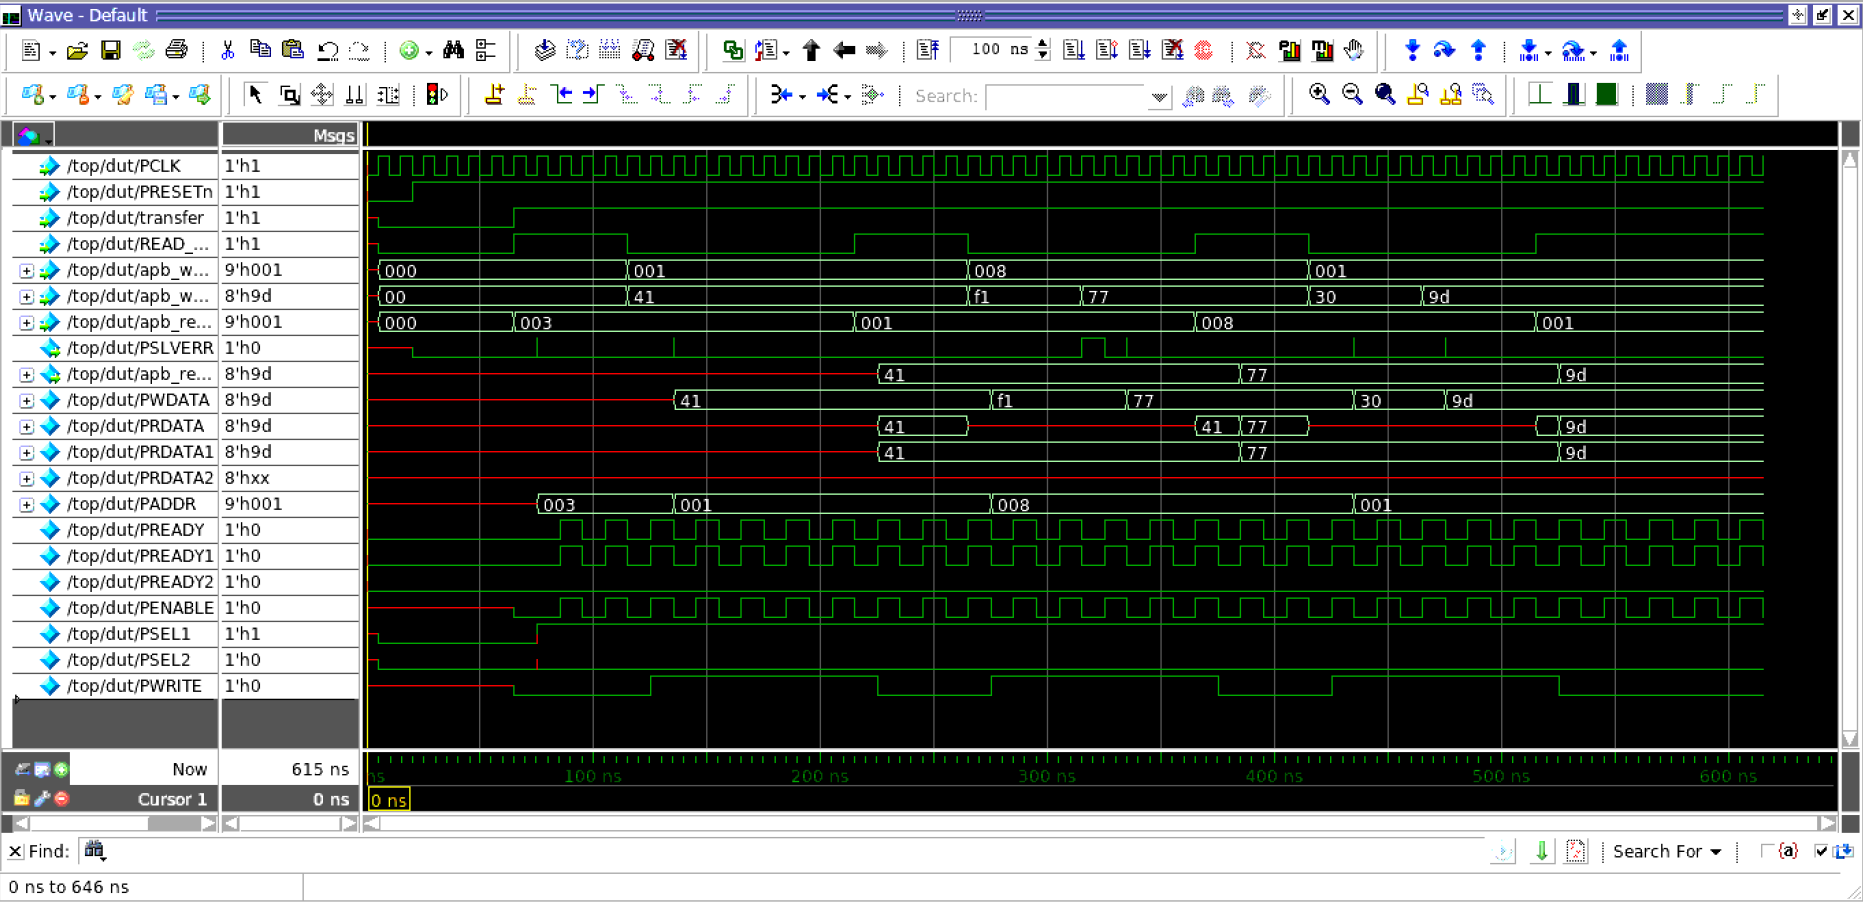 Wave - Default
100 ns
Search:
Msgs
/top/dut/PCLK 1'h1
/top/dut/PRESETn 1'h1
/top/dut/transfer 1'h1
/top/dut/READ_... 1'h1
/top/dut/apb_w... 9'h001 000 001 008 001
/top/dut/apb_w... 8'h9d 00 41 f1 77 30 9d
/top/dut/apb_re... 9'h001 000 003 001 008 001
/top/dut/PSLVERR 1'h0
/top/dut/apb_re... 8'h9d 41 77 9d
/top/dut/PWDATA 8'h9d 41 f1 77 30 9d
/top/dut/PRDATA 8'h9d 41 41 77 9d
/top/dut/PRDATA1 8'h9d 41 77 9d
/top/dut/PRDATA2 8'hxx
/top/dut/PADDR 9'h001 003 001 008 001
/top/dut/PREADY 1'h0
/top/dut/PREADY1 1'h0
/top/dut/PREADY2 1'h0
/top/dut/PENABLE 1'h0
/top/dut/PSEL1 1'h1
/top/dut/PSEL2 1'h0
/top/dut/PWRITE 1'h0
Now 615 ns ns 100 ns 200 ns 300 ns 400 ns 500 ns 600 ns
Cursor 1 0 ns 0 ns
Find: Search For {a}
0 ns to 646 ns